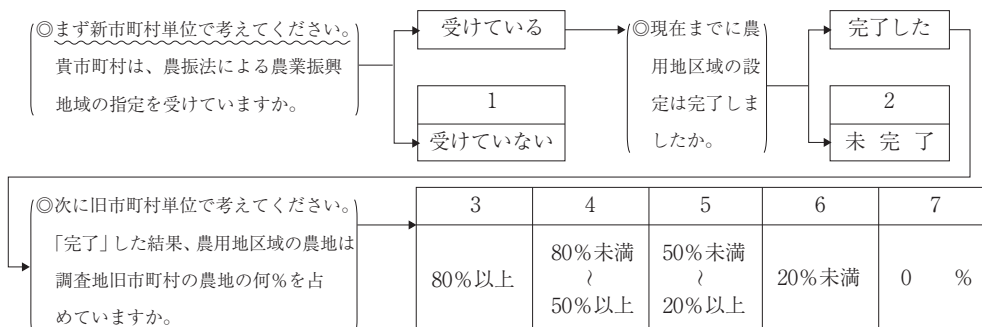 ◎まず新市町村単位で考えてください。
貴市町村は、農振法による農業振興
地域の指定を受けていますか。
受けている
1
受けていない
◎現在までに農
用地区域の設
定は完了しま
したか。
完了した
2
未 完 了
◎次に旧市町村単位で考えてください。
「完了」した結果、農用地区域の農地は
調査地旧市町村の農地の何%を占
めていますか。
3 4 5 6 7
80%以上
80%未満
〜
50%以上
50%未満
〜
20%以上
20%未満
0 %